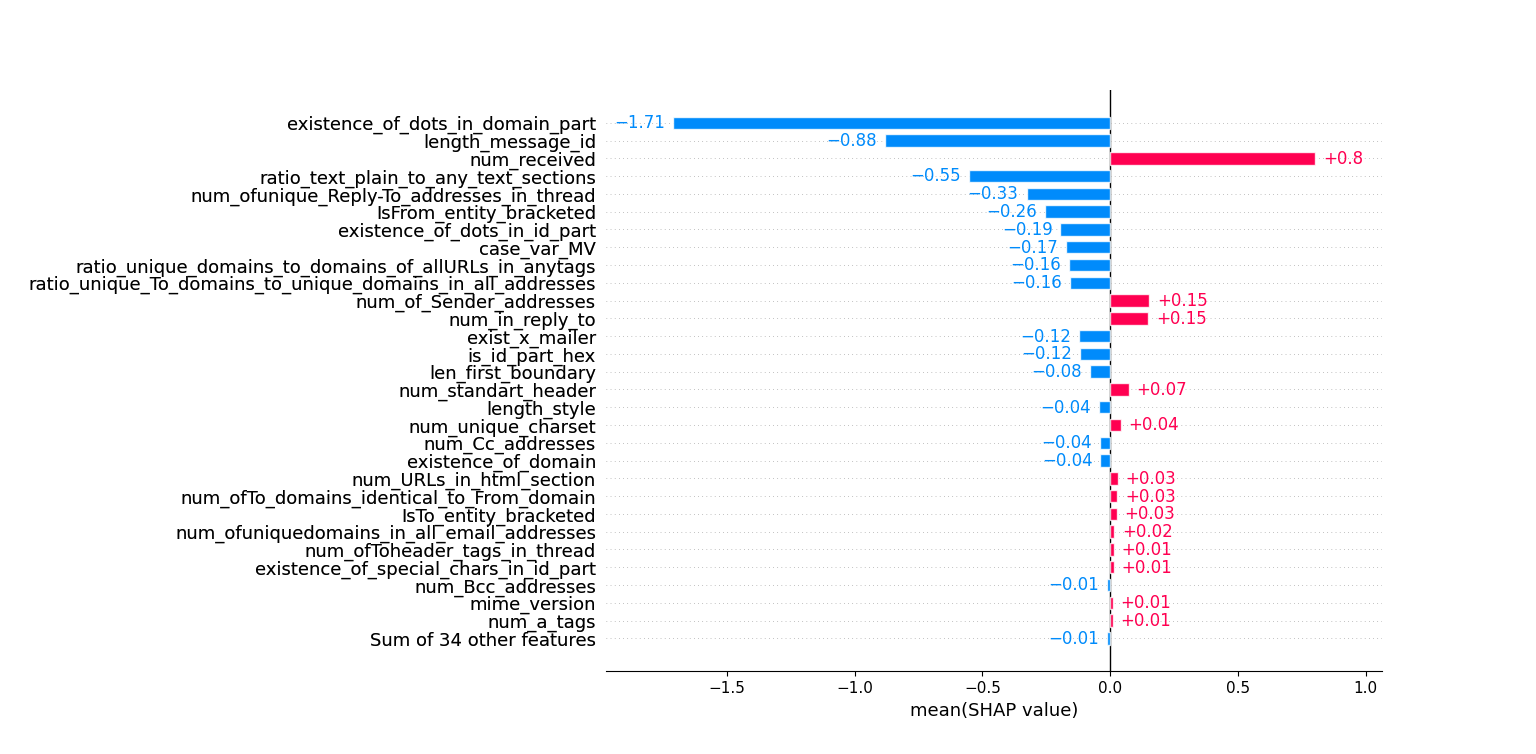 existence_of_dots_in_domain_part −1.71
length_message_id −0.88
num_received +0.8
ratio_text_plain_to_any_text_sections −0.55
num_ofunique_Reply-To_addresses_in_thread −0.33
IsFrom_entity_bracketed −0.26
existence_of_dots_in_id_part −0.19
case_var_MV −0.17
ratio_unique_domains_to_domains_of_allURLs_in_anytags −0.16
ratio_unique_To_domains_to_unique_domains_in_all_addresses −0.16
num_of_Sender_addresses +0.15
num_in_reply_to +0.15
exist_x_mailer −0.12
is_id_part_hex −0.12
len_first_boundary −0.08
num_standart_header +0.07
length_style −0.04
num_unique_charset +0.04
num_Cc_addresses −0.04
existence_of_domain −0.04
num_URLs_in_html_section +0.03
num_ofTo_domains_identical_to_From_domain +0.03
IsTo_entity_bracketed +0.03
num_ofuniquedomains_in_all_email_addresses +0.02
num_ofToheader_tags_in_thread +0.01
existence_of_special_chars_in_id_part +0.01
num_Bcc_addresses −0.01
mime_version +0.01
num_a_tags +0.01
Sum of 34 other features −0.01
−1.5 −1.0 −0.5 0.0 0.5 1.0
mean(SHAP value)